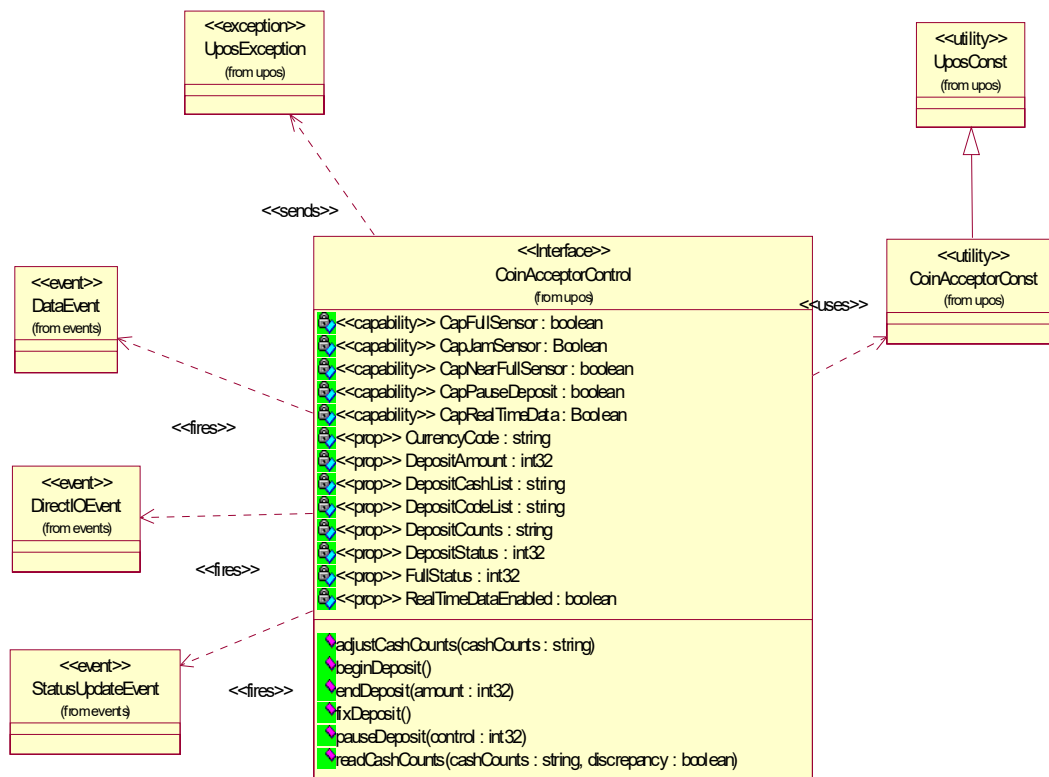 <<exception>>
UposException
(from upos)
<<utility>>
UposConst
(from upos)
<<sends>>
<<Interface>>
CoinAcceptorControl
(from upos)
<<utility>>
CoinAcceptorConst
(from upos)
<<uses>>
<<event>>
DataEvent
(from events)
<<fires>>
<<event>>
DirectIOEvent
(from events)
<<fires>>
<<event>>
StatusUpdateEvent
(from events)
<<fires>>
<<capability>> CapFullSensor : boolean
<<capability>> CapJamSensor : Boolean
<<capability>> CapNearFullSensor : boolean
<<capability>> CapPauseDeposit : boolean
<<capability>> CapRealTimeData : Boolean
<<prop>> CurrencyCode : string
<<prop>> DepositAmount : int32
<<prop>> DepositCashList : string
<<prop>> DepositCodeList : string
<<prop>> DepositCounts : string
<<prop>> DepositStatus : int32
<<prop>> FullStatus : int32
<<prop>> RealTimeDataEnabled : boolean
adjustCashCounts(cashCounts : string)
beginDeposit()
endDeposit(amount : int32)
fixDeposit()
pauseDeposit(control : int32)
readCashCounts(cashCounts : string, discrepancy : boolean)